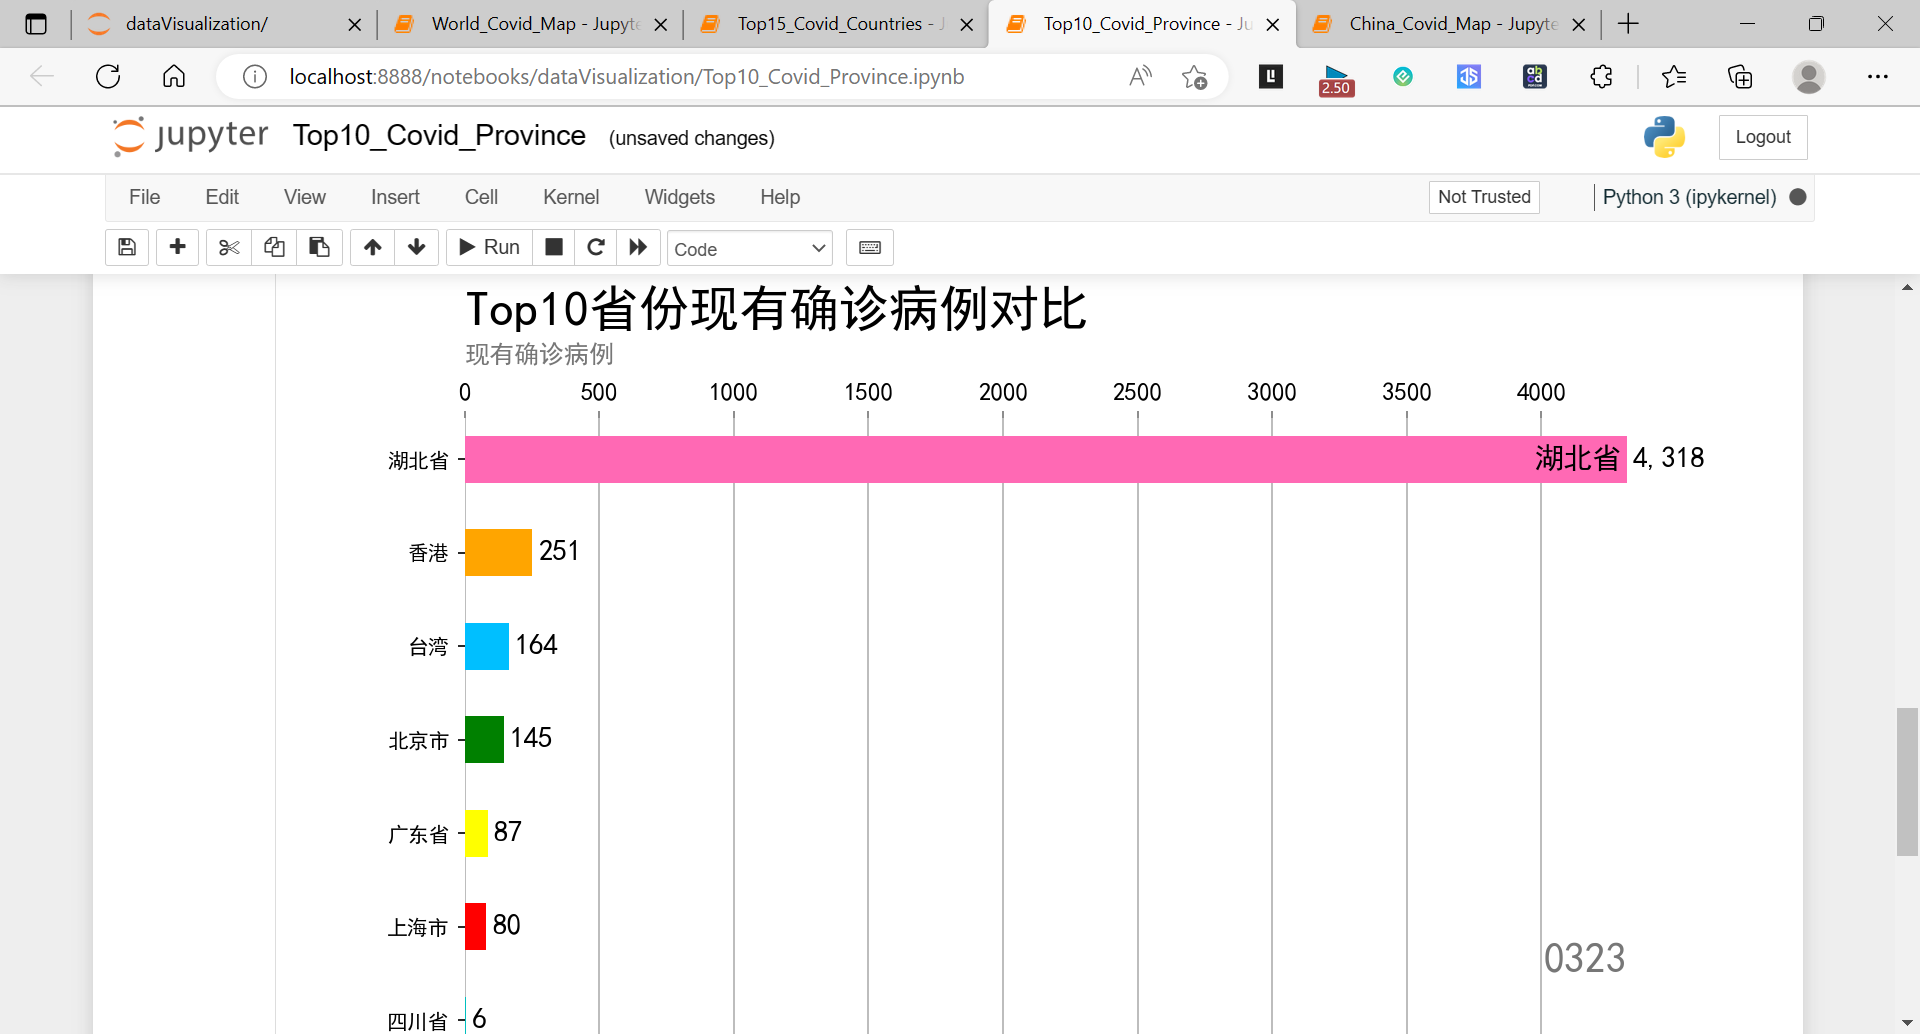 dataVisualization/
World_Covid_Map - Jupyte
Top15_Covid_Countries - J
Top10_Covid_Province - Ju
China_Covid_Map - Jupyte
localhost:8888/notebooks/dataVisualization/Top10_Covid_Province.ipynb
2.50
jupyter Top10_Covid_Province (unsaved changes)
Logout
File Edit View Insert Cell Kernel Widgets Help
Not Trusted
Python 3 (ipykernel)
Run
Code
Top10省份现有确诊病例对比
现有确诊病例
0 500 1000 1500 2000 2500 3000 3500 4000
湖北省 湖北省 4,318
香港 251
台湾 164
北京市 145
广东省 87
上海市 80
0323
四川省 6